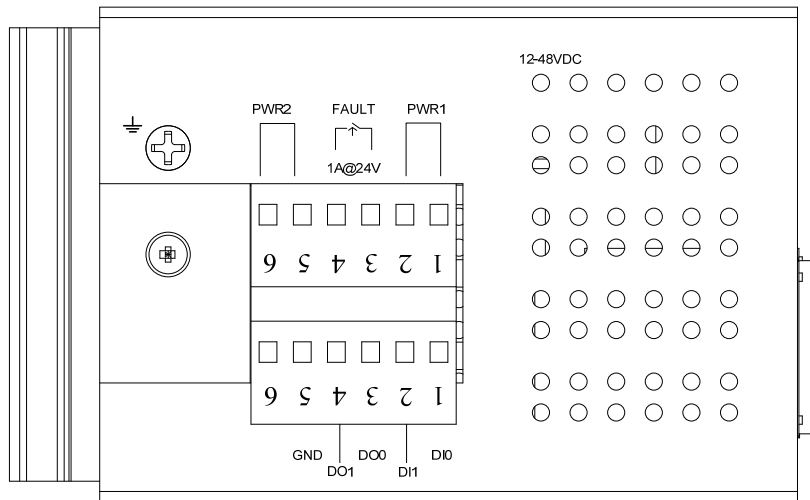 12-48VDC
PWR2 FAULT PWR1
1A@24V
6 5 4 3 2 1
6 5 4 3 2 1
GND DO0 DI0
DO1 DI1